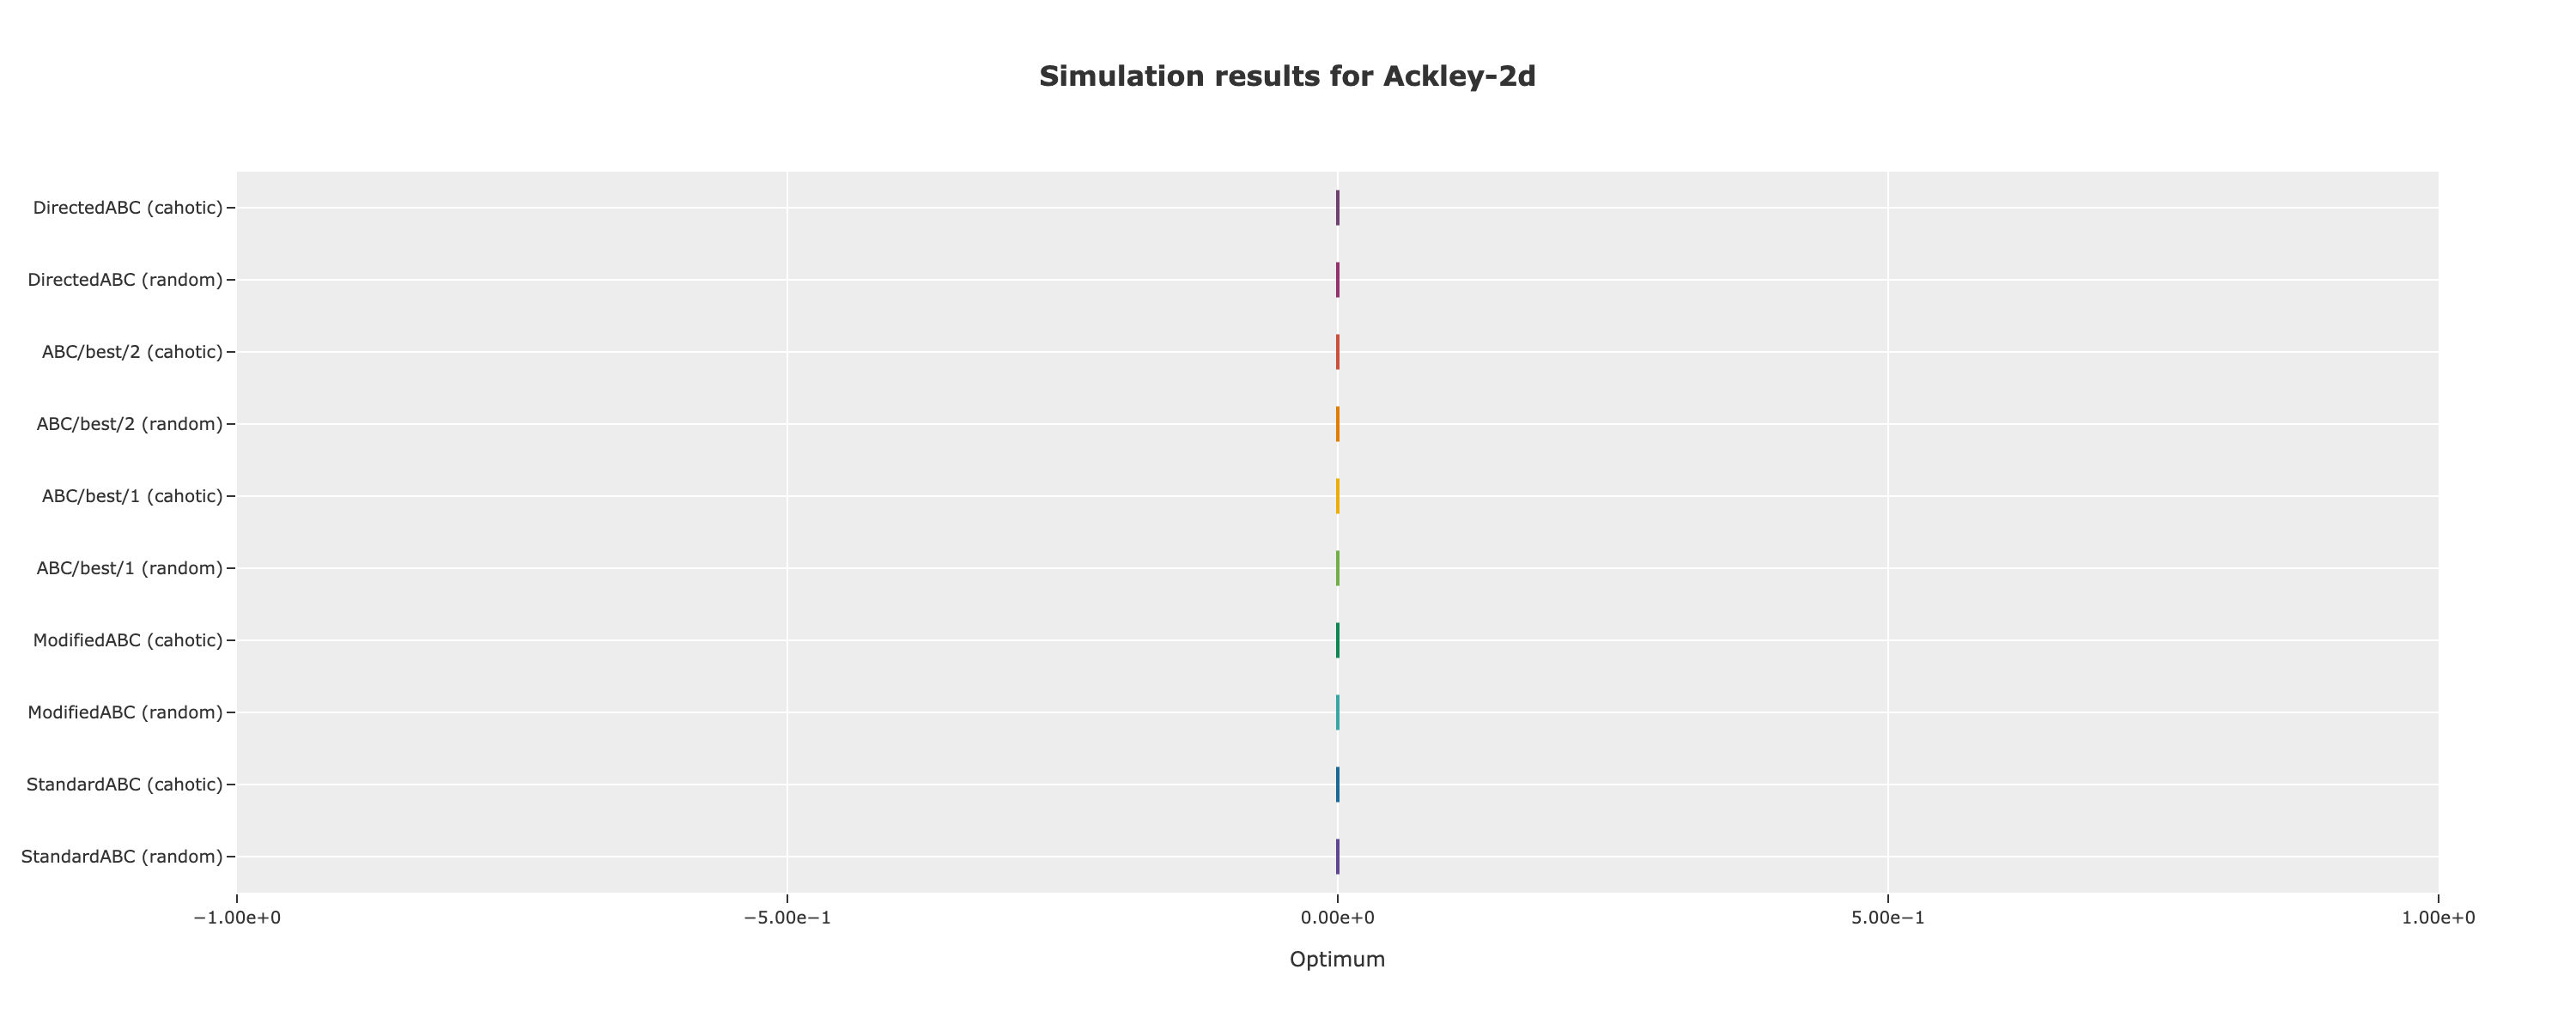 Simulation results for Ackley-2d
DirectedABC (cahotic)
DirectedABC (random)
ABC/best/2 (cahotic)
ABC/best/2 (random)
ABC/best/1 (cahotic)
ABC/best/1 (random)
ModifiedABC (cahotic)
ModifiedABC (random)
StandardABC (cahotic)
StandardABC (random)
−1.00e+0 −5.00e−1 0.00e+0 5.00e−1 1.00e+0
Optimum